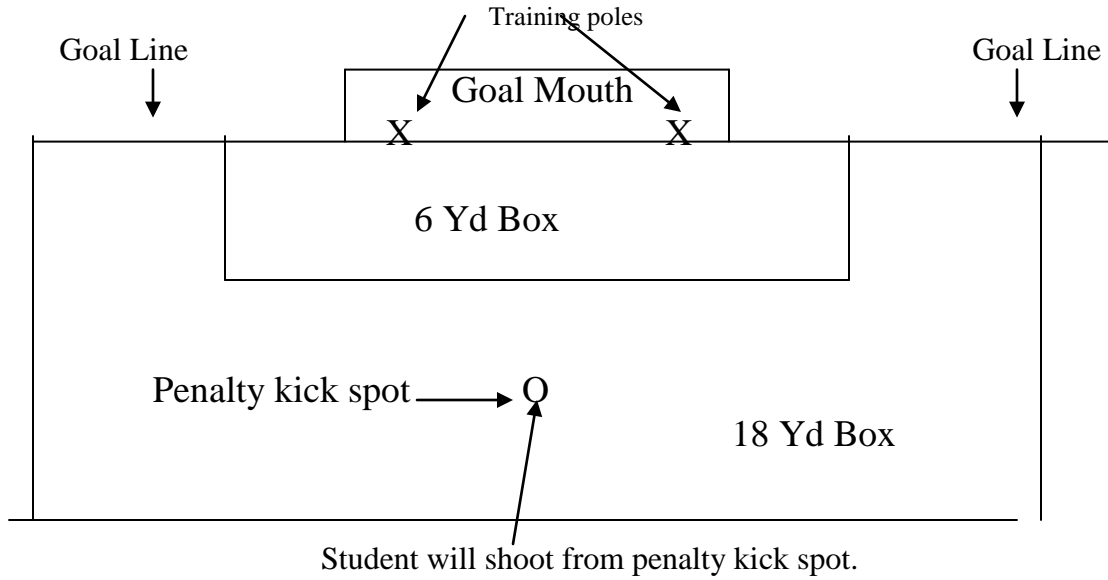 Training poles
Goal Line
Goal Line
Goal Mouth
X
X
6 Yd Box
Penalty kick spot
O
18 Yd Box
Student will shoot from penalty kick spot.